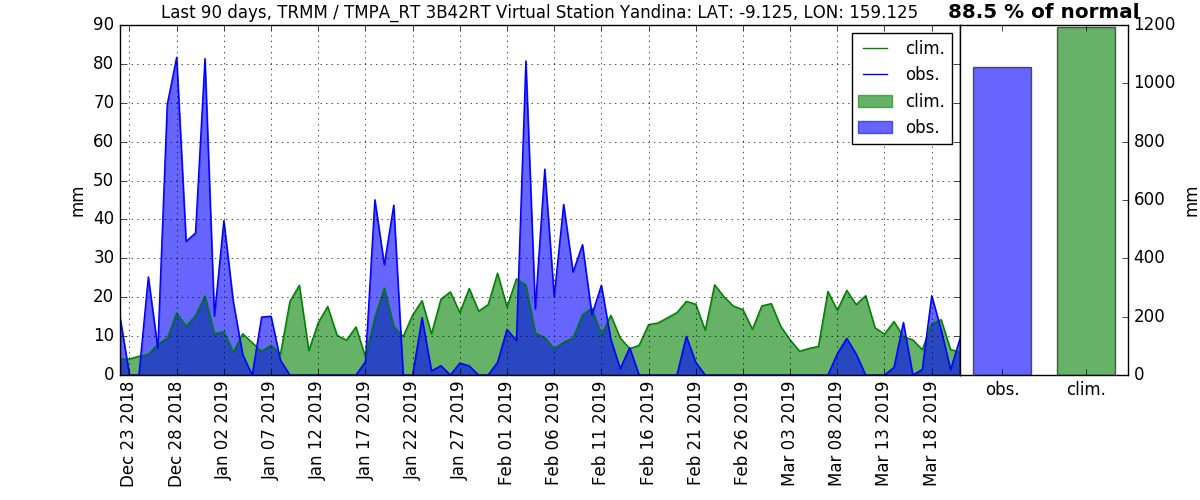 Last 90 days, TRMM / TMPA_RT 3B42RT Virtual Station Yandina: LAT: -9.125, LON: 159.125
88.5 % of normal
90
80
70
60
50
40
30
20
10
0
mm
clim.
obs.
clim.
obs.
1200
1000
800
600
400
200
0
mm
Dec 23 2018
Dec 28 2018
Jan 02 2019
Jan 07 2019
Jan 12 2019
Jan 17 2019
Jan 22 2019
Jan 27 2019
Feb 01 2019
Feb 06 2019
Feb 11 2019
Feb 16 2019
Feb 21 2019
Feb 26 2019
Mar 03 2019
Mar 08 2019
Mar 13 2019
Mar 18 2019
obs.
clim.